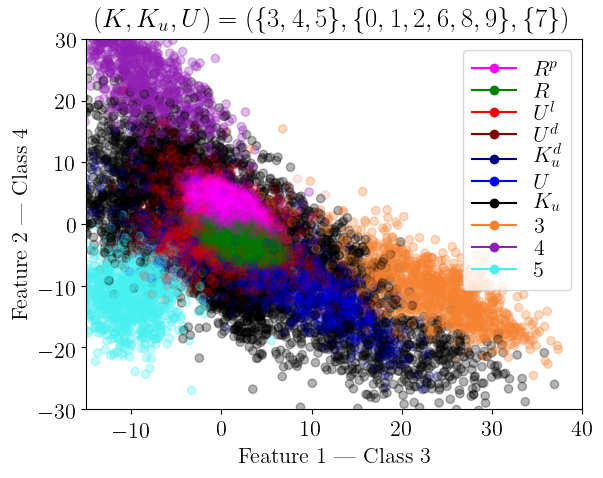 (K, K_u, U) = ({3, 4, 5}, {0, 1, 2, 6, 8, 9}, {7})
30
20
10
0
−10
−20
−30
Feature 2 — Class 4
R^p
R
U^l
U^d
K_u^d
U
K_u
3
4
5
−10
0
10
20
30
40
Feature 1 — Class 3